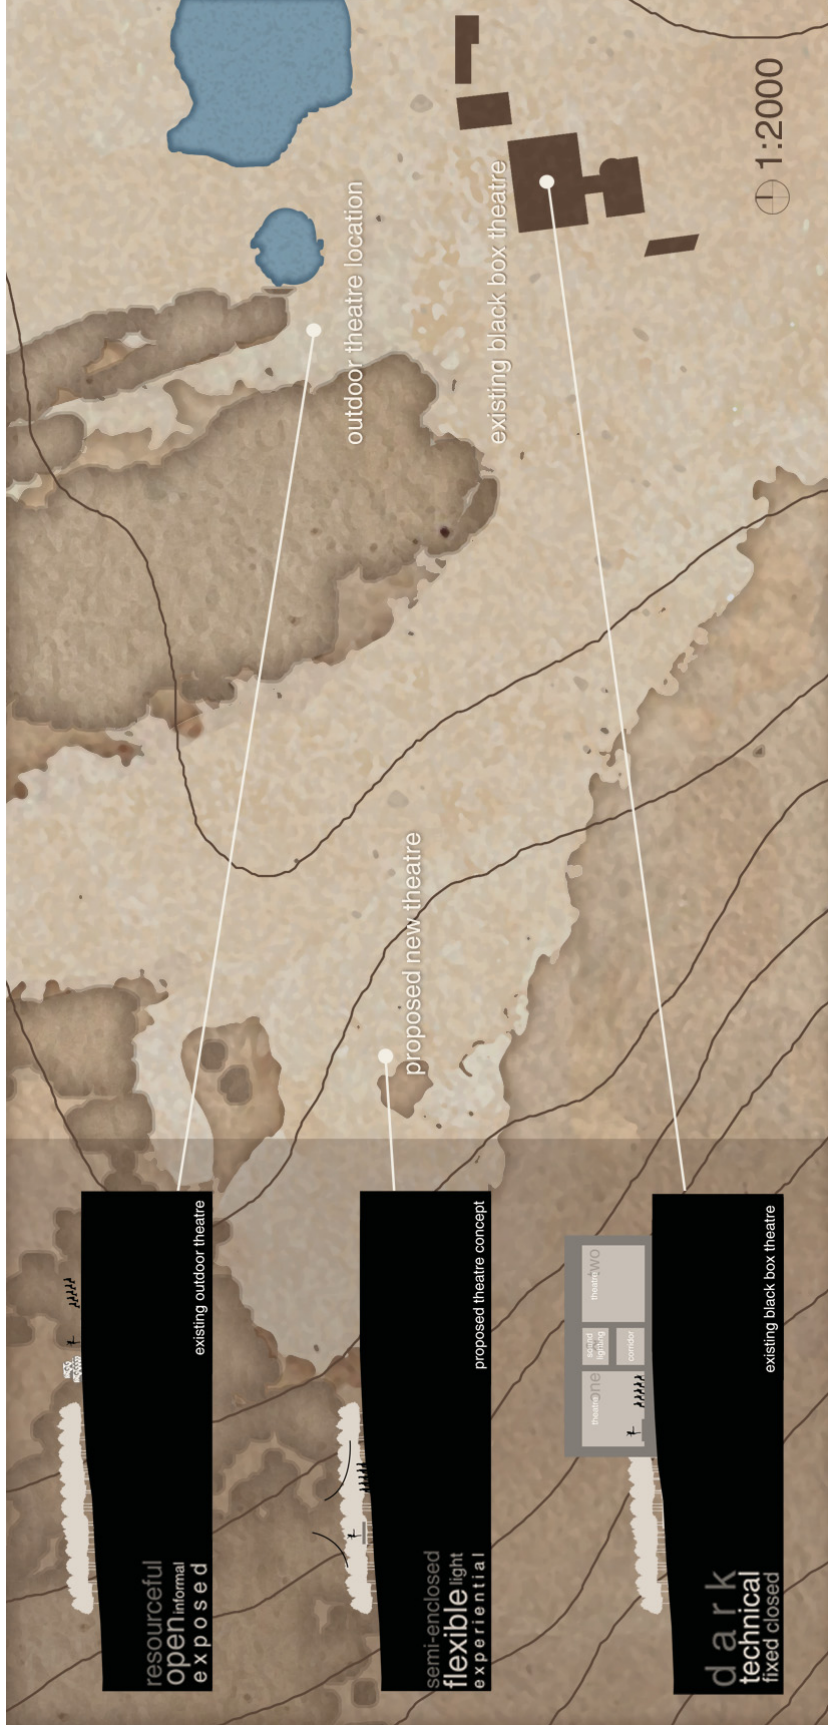 resourceful
open informal
exposed
existing outdoor theatre
semi-enclosed
flexible light
experiential
proposed theatre concept
theatre one
sound
lighting
corridor
theatre two
dark
technical
fixed closed
existing black box theatre
outdoor theatre location
proposed new theatre
existing black box theatre
1:2000